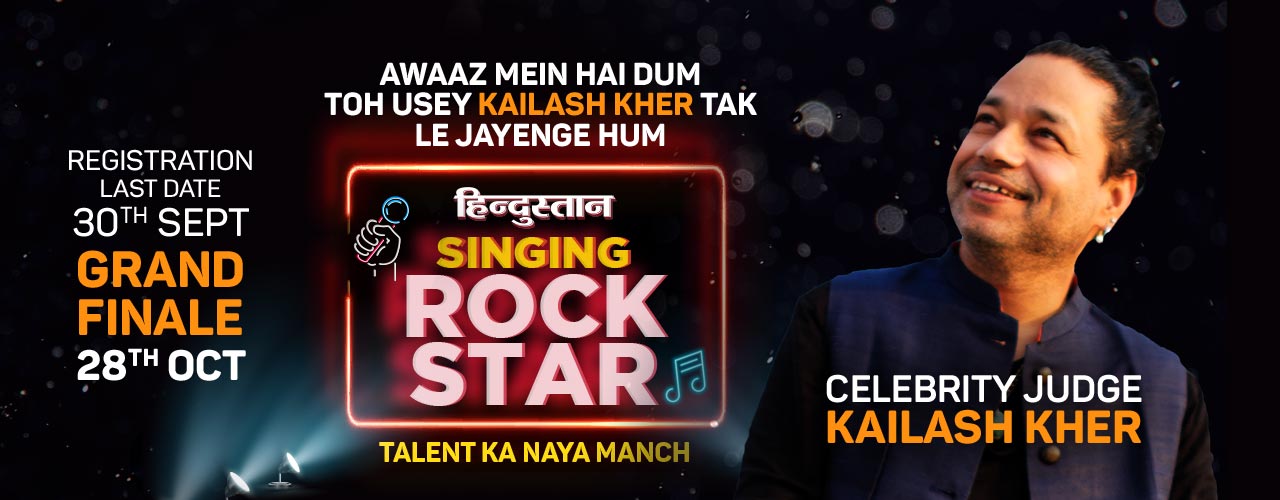 AWAAZ MEIN HAI DUM
TOH USEY KAILASH KHER TAK
LE JAYENGE HUM
REGISTRATION
LAST DATE
30TH SEPT
GRAND
FINALE
28TH OCT
हिन्दुस्तान
SINGING
ROCK
STAR
TALENT KA NAYA MANCH
CELEBRITY JUDGE
KAILASH KHER